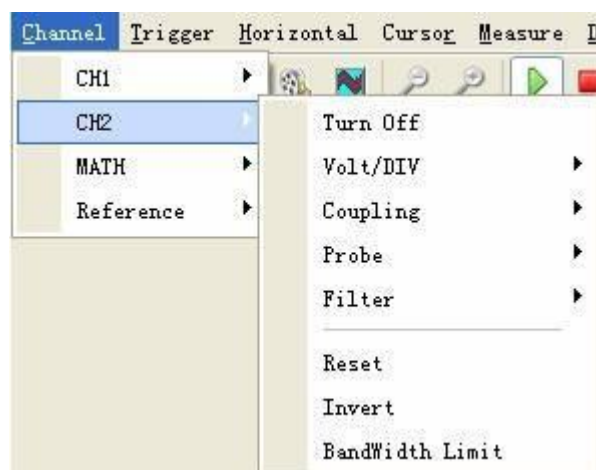 Channel Trigger Horizontal Cursor Measure
CH1
CH2
MATH
Reference
Turn Off
Volt/DIV
Coupling
Probe
Filter
Reset
Invert
BandWidth Limit